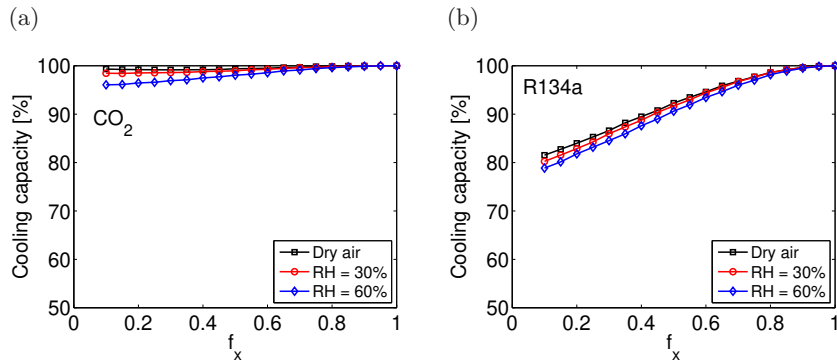 (a)
100
90
80
70
60
50
Cooling capacity [%]
CO2
Dry air
RH = 30%
RH = 60%
0
0.2
0.4
0.6
0.8
1
f_x
(b)
100
90
80
70
60
50
Cooling capacity [%]
R134a
Dry air
RH = 30%
RH = 60%
0
0.2
0.4
0.6
0.8
1
f_x